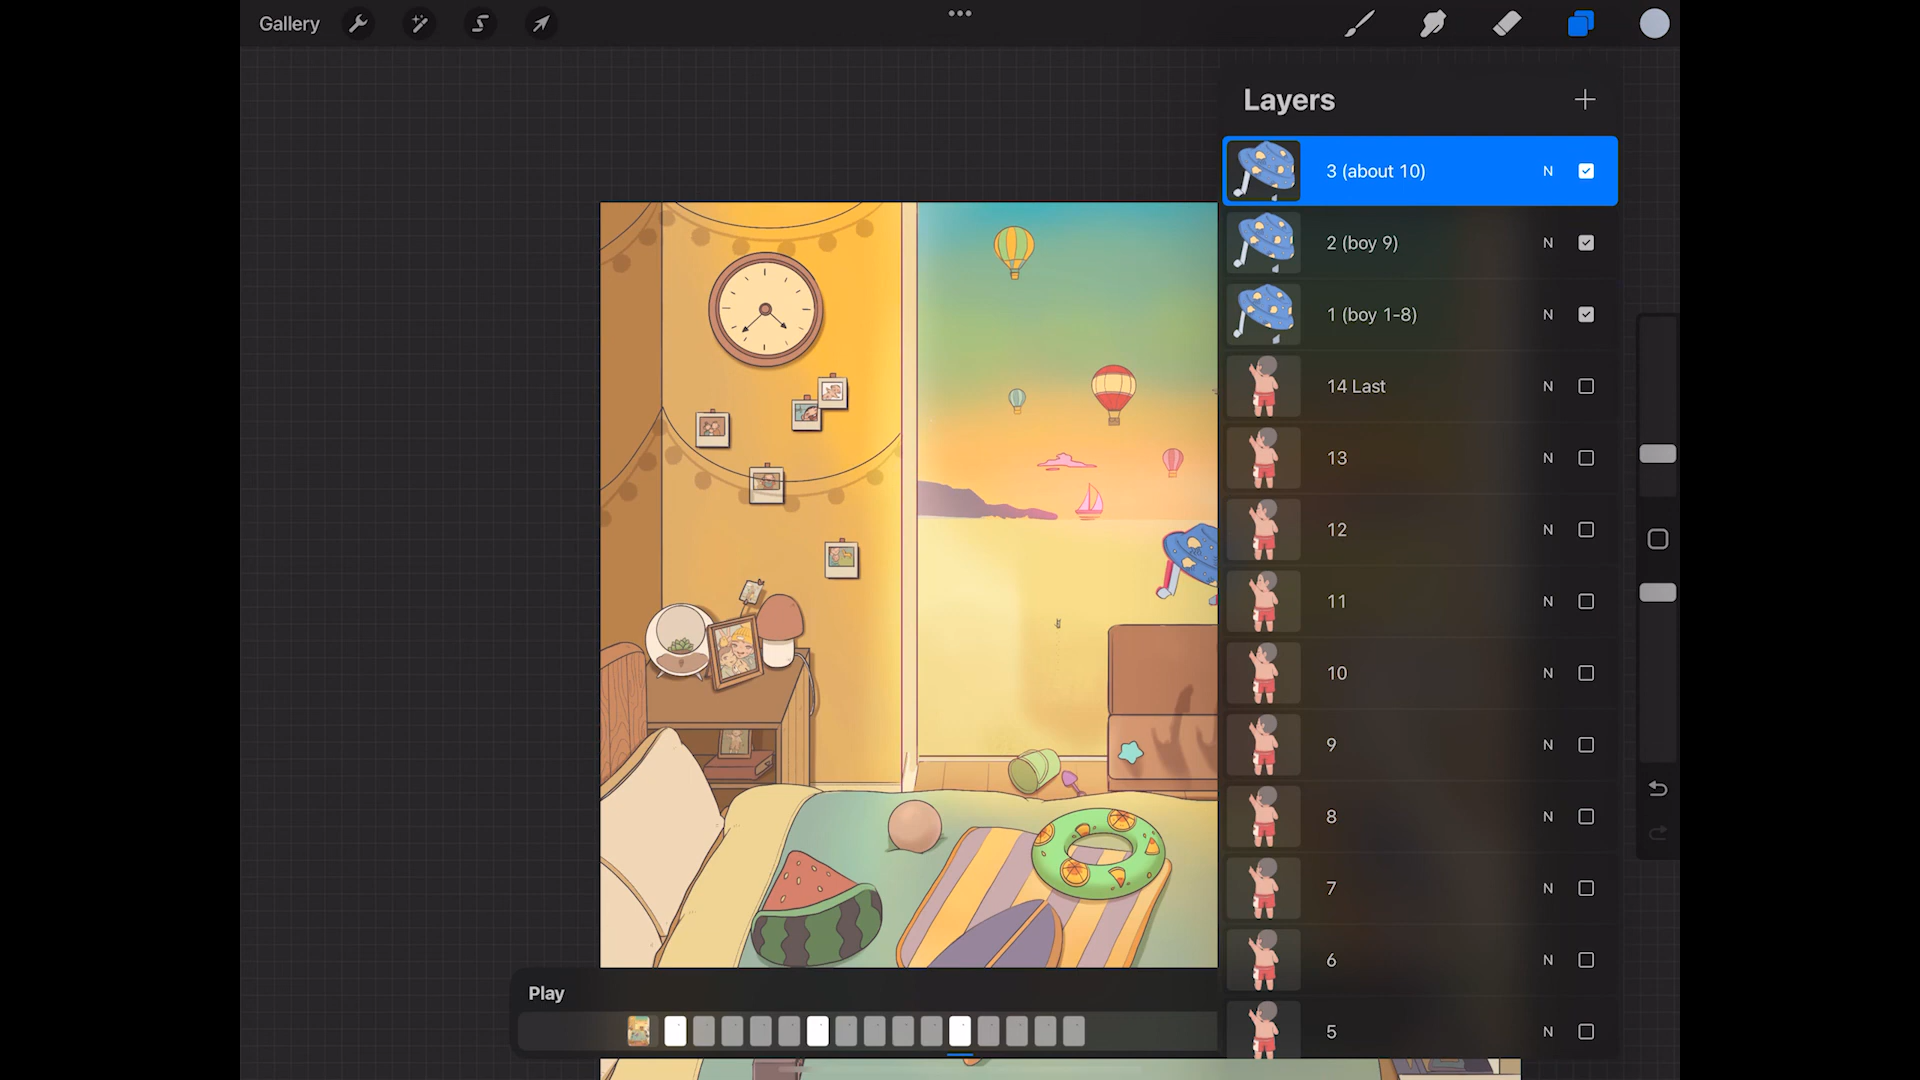 Gallery
Layers
3 (about 10) N
2 (boy 9) N
1 (boy 1-8) N
14 Last N
13 N
12 N
11 N
10 N
9 N
8 N
7 N
6 N
5 N
Play